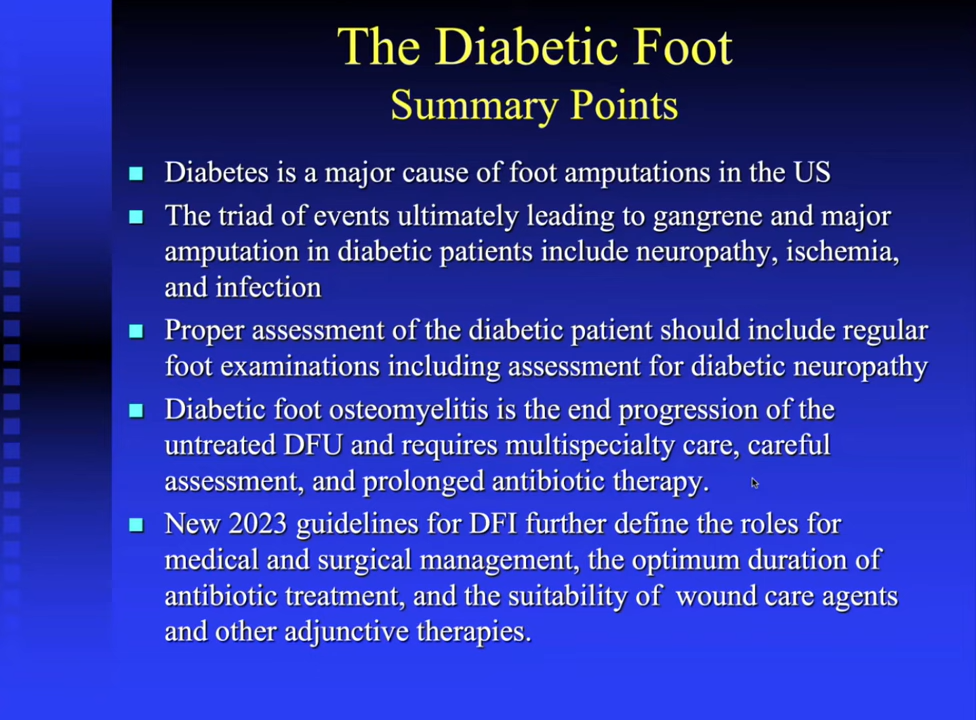 The Diabetic Foot
Summary Points
Diabetes is a major cause of foot amputations in the US
The triad of events ultimately leading to gangrene and major
amputation in diabetic patients include neuropathy, ischemia,
and infection
Proper assessment of the diabetic patient should include regular
foot examinations including assessment for diabetic neuropathy
Diabetic foot osteomyelitis is the end progression of the
untreated DFU and requires multispecialty care, careful
assessment, and prolonged antibiotic therapy.
New 2023 guidelines for DFI further define the roles for
medical and surgical management, the optimum duration of
antibiotic treatment, and the suitability of wound care agents
and other adjunctive therapies.